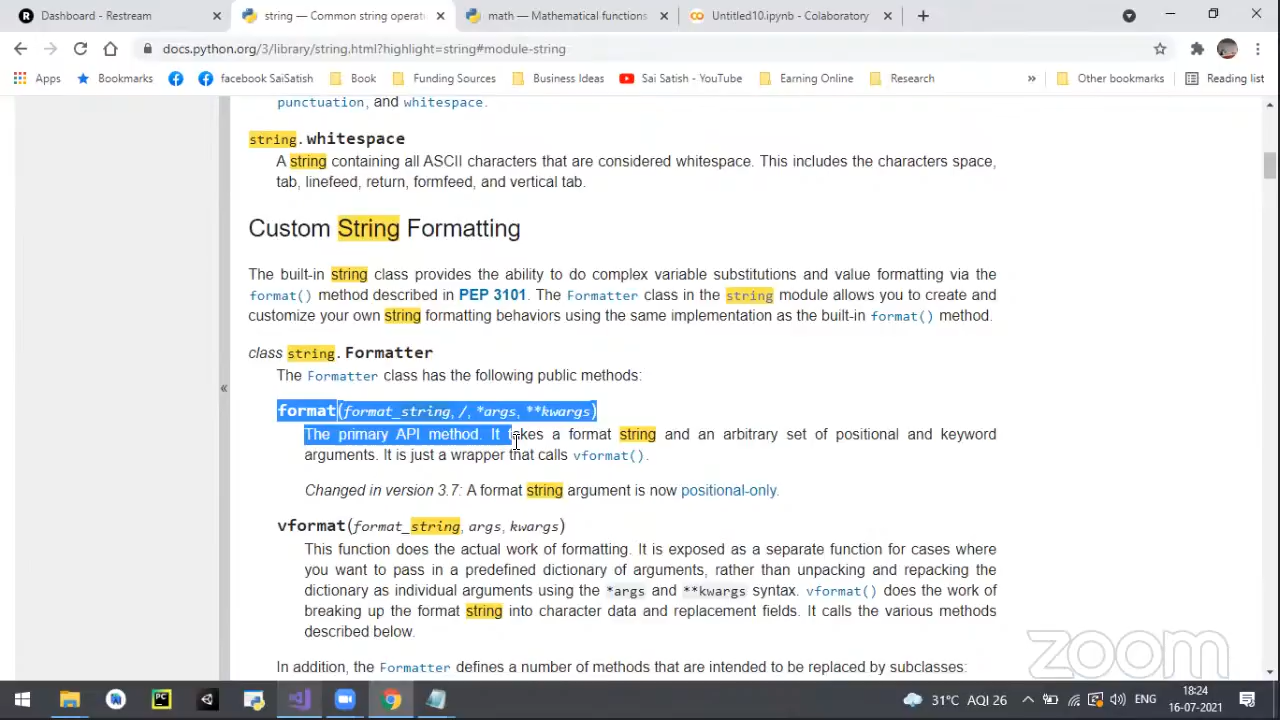 Dashboard - Restream
string — Common string operati
math — Mathematical functions
Untitled10.ipynb - Colaboratory
docs.python.org/3/library/string.html?highlight=string#module-string
Apps
Bookmarks
facebook SaiSatish
Book
Funding Sources
Business Ideas
Sai Satish - YouTube
Earning Online
Research
»
Other bookmarks
Reading list
punctuation, and whitespace.
string.whitespace
A string containing all ASCII characters that are considered whitespace. This includes the characters space,
tab, linefeed, return, formfeed, and vertical tab.
Custom String Formatting
The built-in string class provides the ability to do complex variable substitutions and value formatting via the
format() method described in PEP 3101. The Formatter class in the string module allows you to create and
customize your own string formatting behaviors using the same implementation as the built-in format() method.
class string.Formatter
The Formatter class has the following public methods:
«
format(format_string, /, *args, **kwargs)
The primary API method. It takes a format string and an arbitrary set of positional and keyword
arguments. It is just a wrapper that calls vformat().
Changed in version 3.7: A format string argument is now positional-only.
vformat(format_string, args, kwargs)
This function does the actual work of formatting. It is exposed as a separate function for cases where
you want to pass in a predefined dictionary of arguments, rather than unpacking and repacking the
dictionary as individual arguments using the *args and **kwargs syntax. vformat() does the work of
breaking up the format string into character data and replacement fields. It calls the various methods
described below.
In addition, the Formatter defines a number of methods that are intended to be replaced by subclasses:
zoom
31°C AQI 26
ENG
18:24
16-07-2021